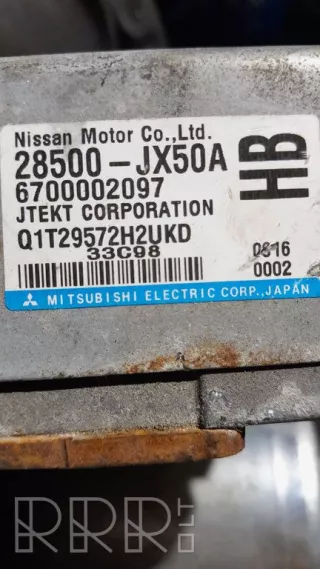 Nissan Motor Co.,Ltd.
28500-JX50A
6700002097
JTEKT CORPORATION
Q1T29572H2UKD
33C98
0616
0002
HB
MITSUBISHI ELECTRIC CORP.,JAPAN
RRR.LT